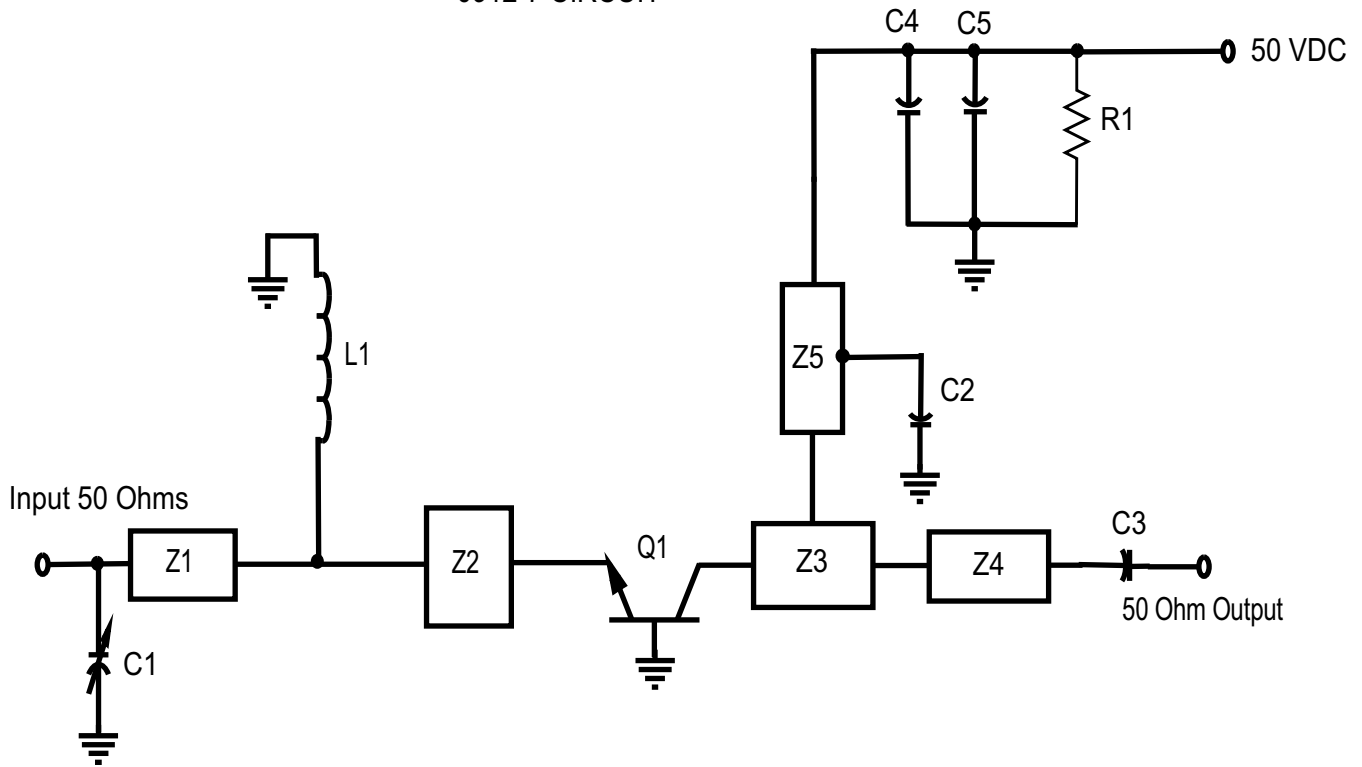 C4 C5
50 VDC
R1
L1
Z5
C2
Input 50 Ohms
Z1
Z2
Q1
Z3
Z4
C3
50 Ohm Output
C1